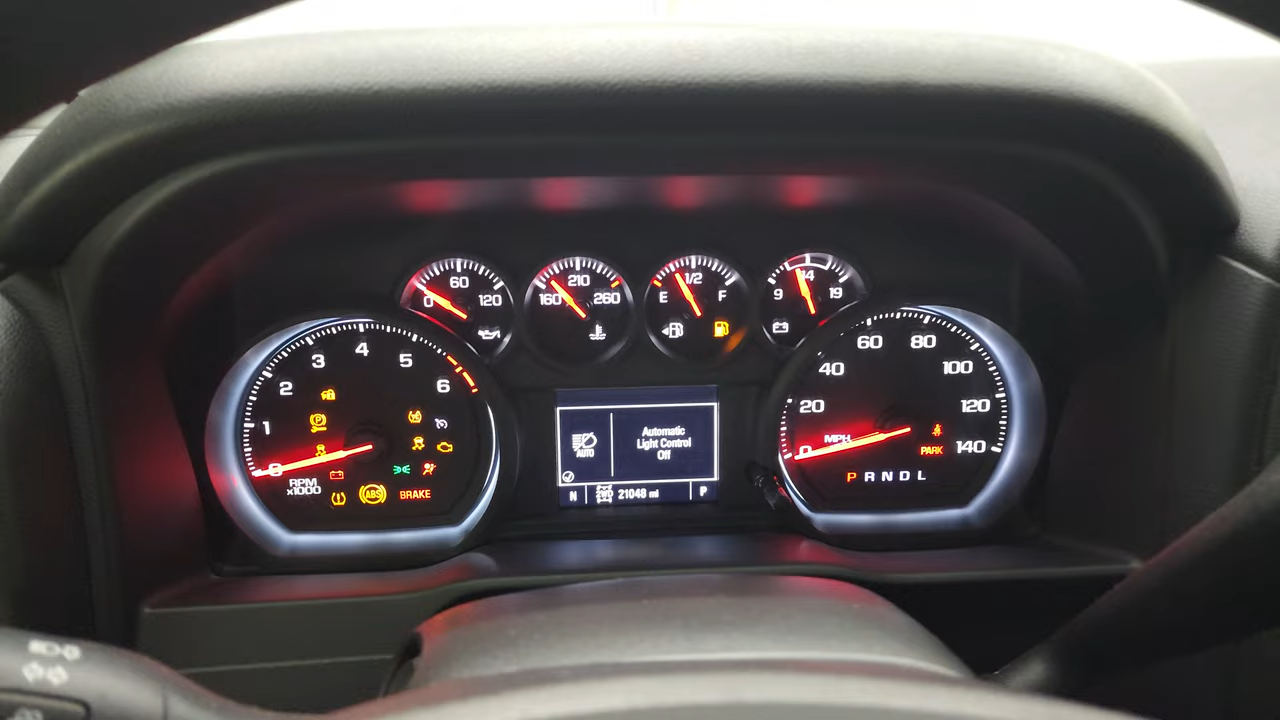 0 60 120
160 210 260
E 1/2 F
9 14 19
0 1 2 3 4 5 6
RPM
x1000
P
ABS
BRAKE
AUTO
Automatic
Light Control
Off
N 2WD 21048 mi P
0 20 40 60 80 100 120 140
MPH
PARK
P R N D L